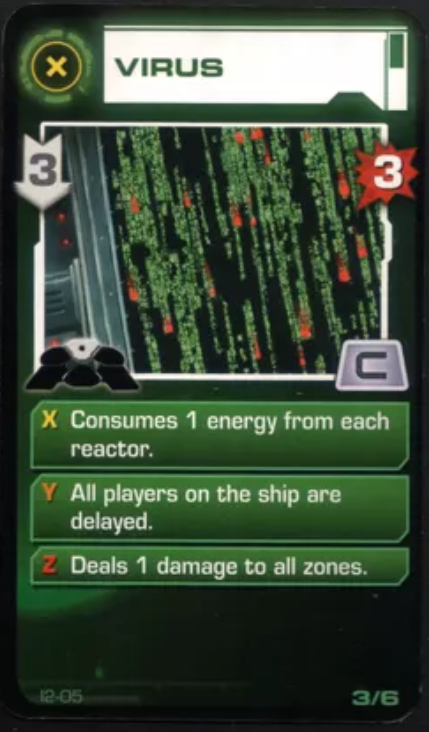 X
VIRUS
3
3
C
X Consumes 1 energy from each
reactor.
Y All players on the ship are
delayed.
Z Deals 1 damage to all zones.
I2-05
3/6